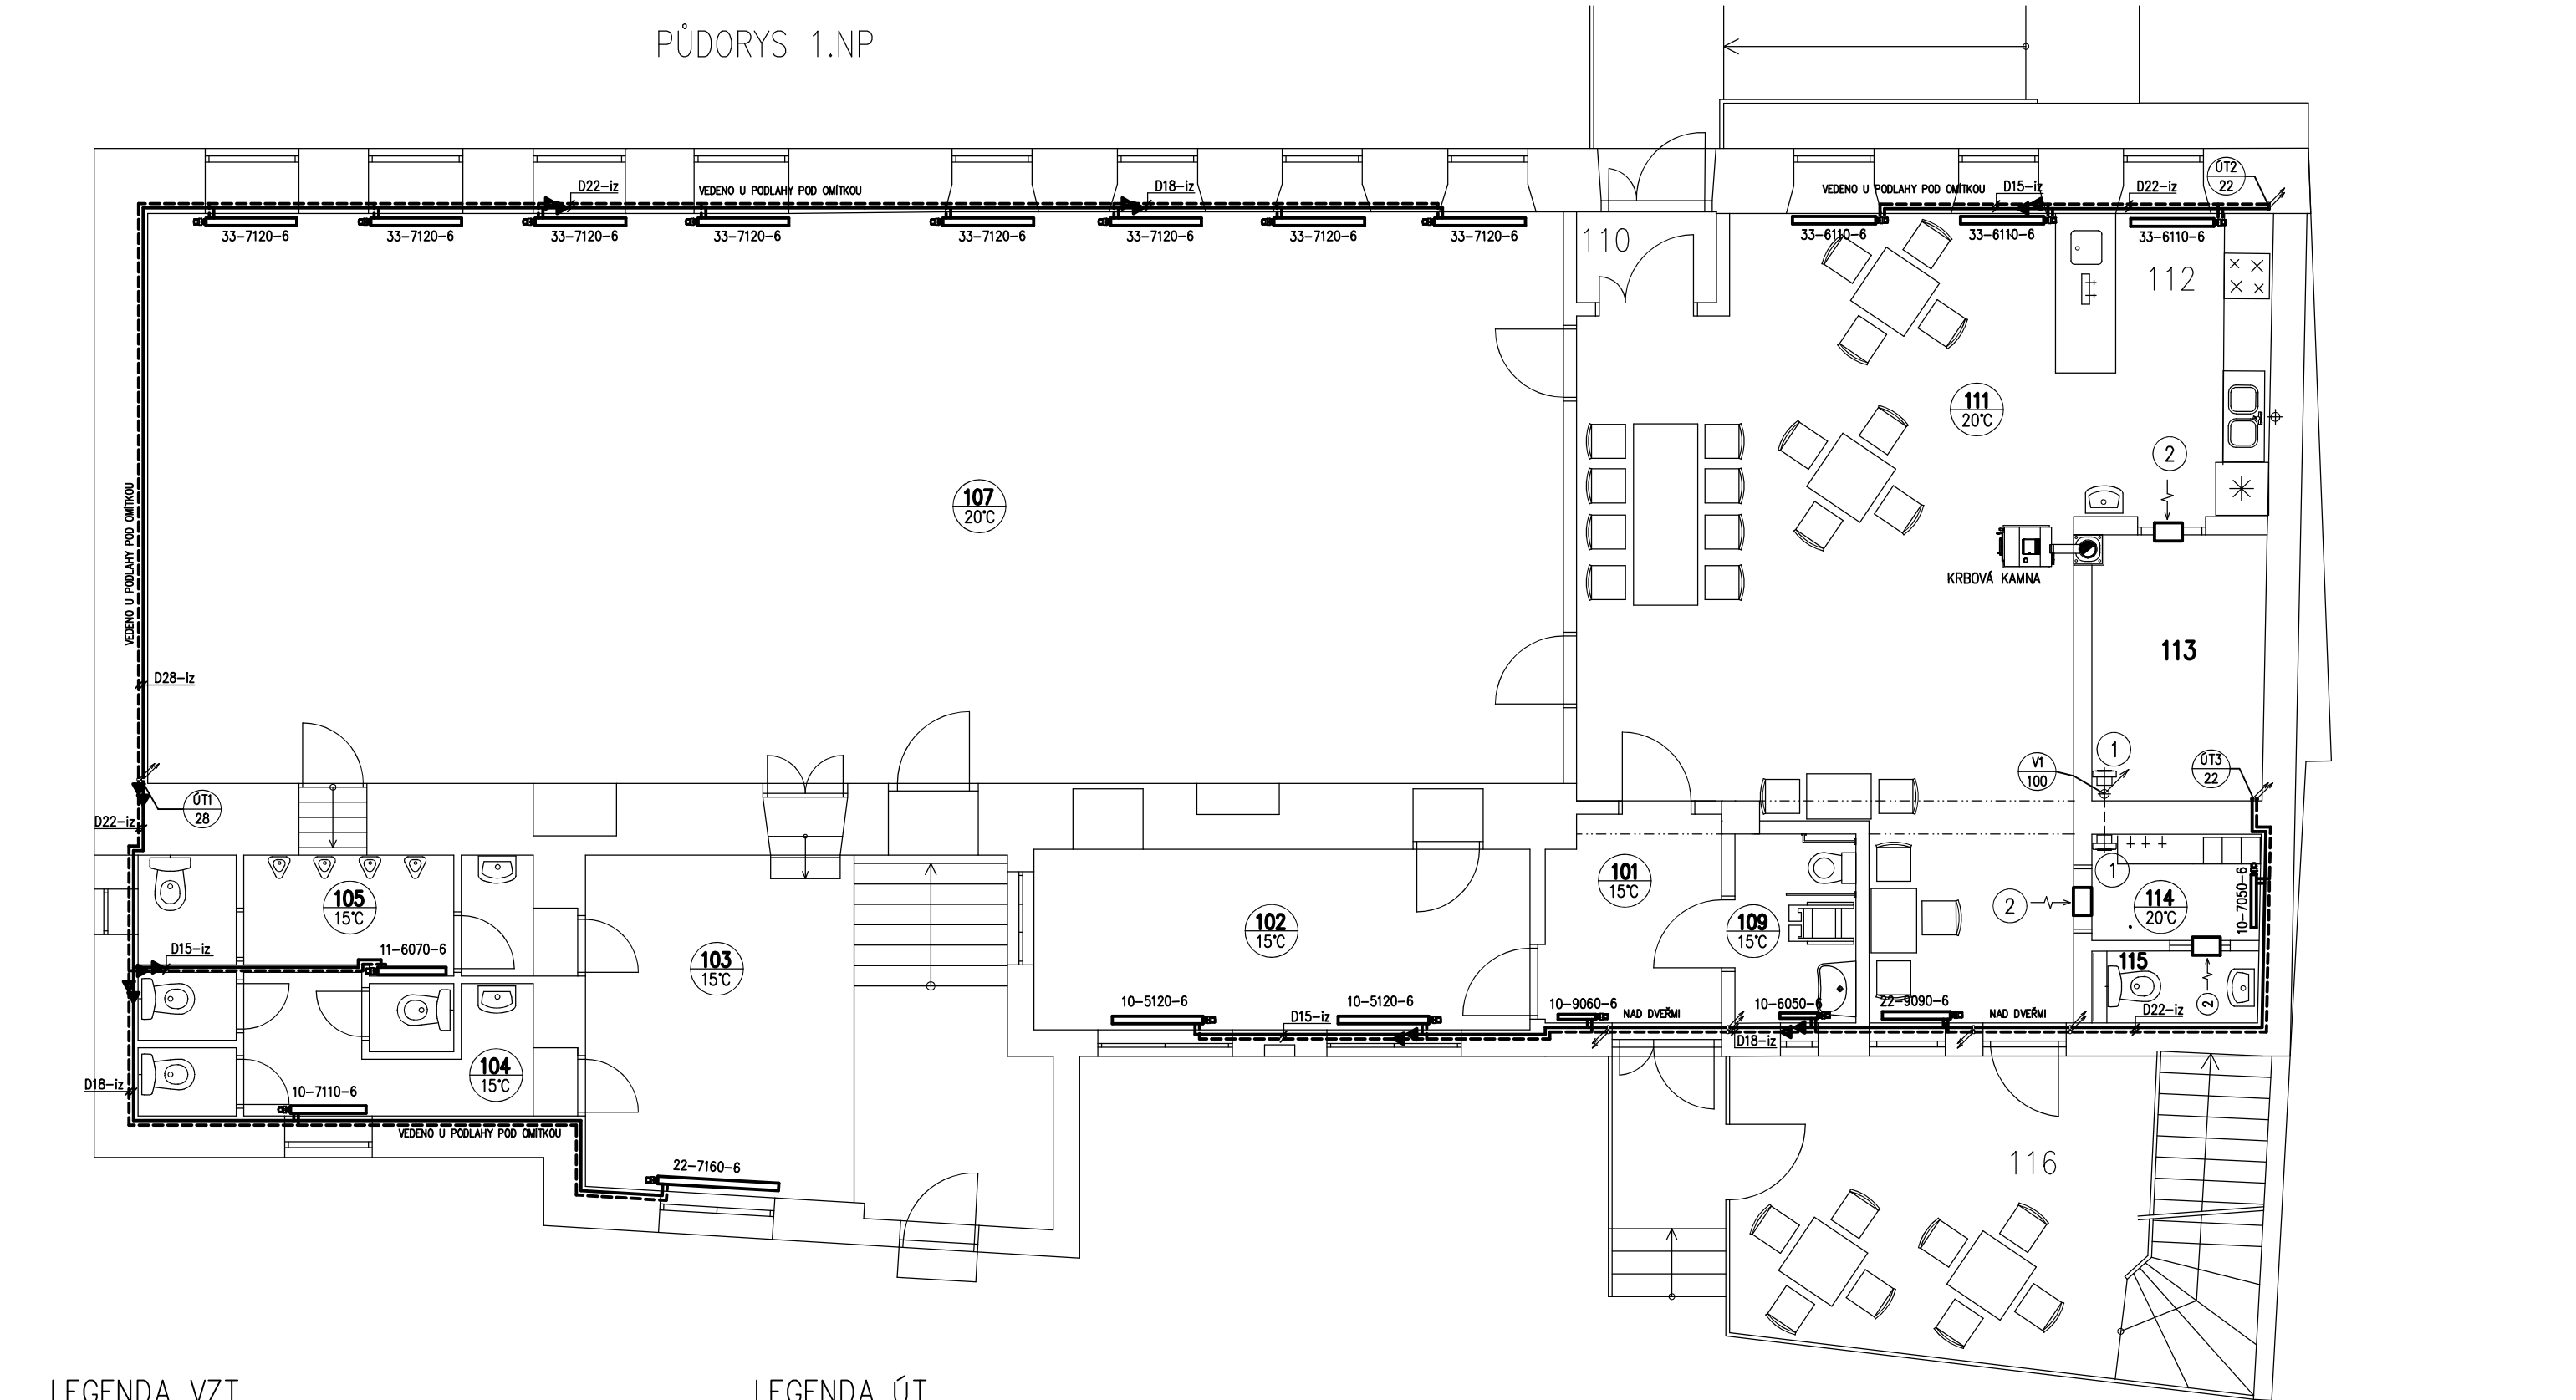 PŮDORYS 1.NP
ÚT2
22
D22-iz
VEDENO U PODLAHY POD OMÍTKOU
D18-iz
VEDENO U PODLAHY POD OMÍTKOU
D15-iz
D22-iz
33-7120-6
33-7120-6
33-7120-6
33-7120-6
33-7120-6
33-7120-6
33-7120-6
33-7120-6
33-6110-6
33-6110-6
33-6110-6
110
112
111
20°C
2
107
20°C
VEDENO U PODLAHY POD OMÍTKOU
KRBOVÁ KAMNA
113
D28-iz
1
V1
100
ÚT3
22
ÚT1
28
D22-iz
1
101
15°C
105
15°C
10-7050-6
114
20°C
2
102
15°C
109
15°C
D15-iz
11-6070-6
103
15°C
115
2
10-5120-6
10-5120-6
10-9060-6
10-6050-6
22-9090-6
D15-iz
NAD DVEŘMI
NAD DVEŘMI
D22-iz
D18-iz
104
15°C
D18-iz
10-7110-6
VEDENO U PODLAHY POD OMÍTKOU
22-7160-6
116
LEGENDA VZT
LEGENDA ÚT